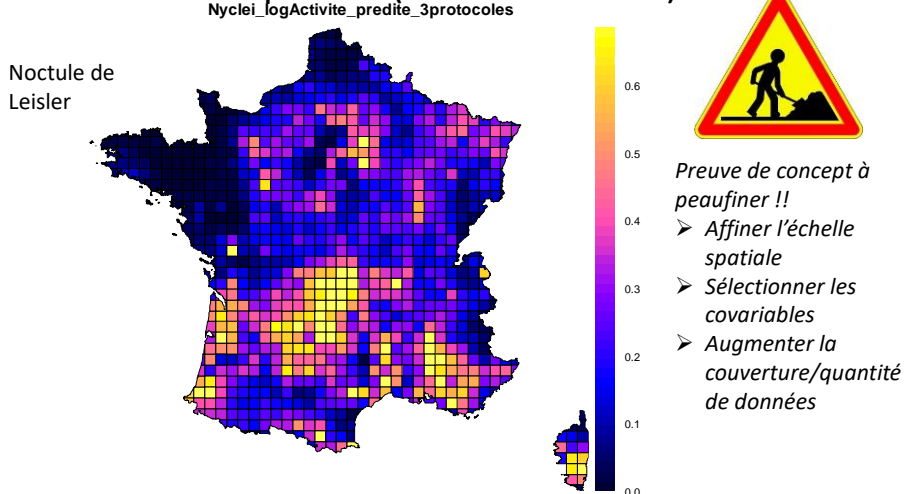 Nyclei_logActivite_predite_3protocoles
Noctule de
Leisler
0.6
0.5
0.4
0.3
0.2
0.1
0.0
Preuve de concept à
peaufiner !!
➢ Affiner l’échelle
spatiale
➢ Sélectionner les
covariables
➢ Augmenter la
couverture/quantité
de données